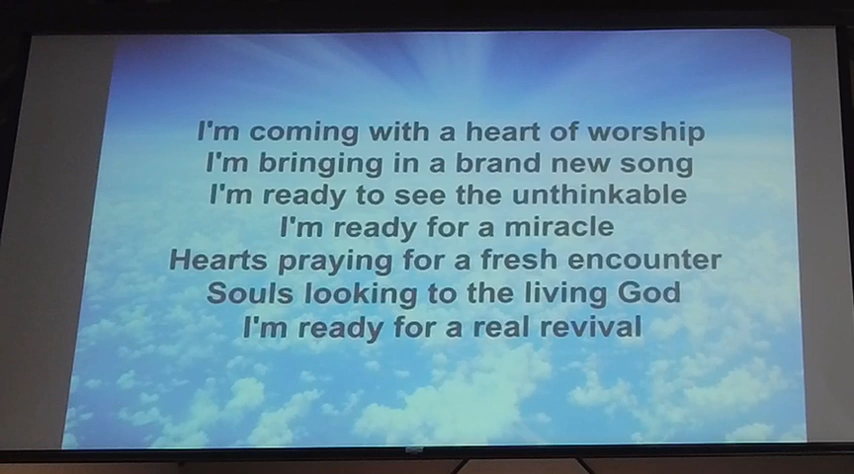 I'm coming with a heart of worship
I'm bringing in a brand new song
I'm ready to see the unthinkable
I'm ready for a miracle
Hearts praying for a fresh encounter
Souls looking to the living God
I'm ready for a real revival